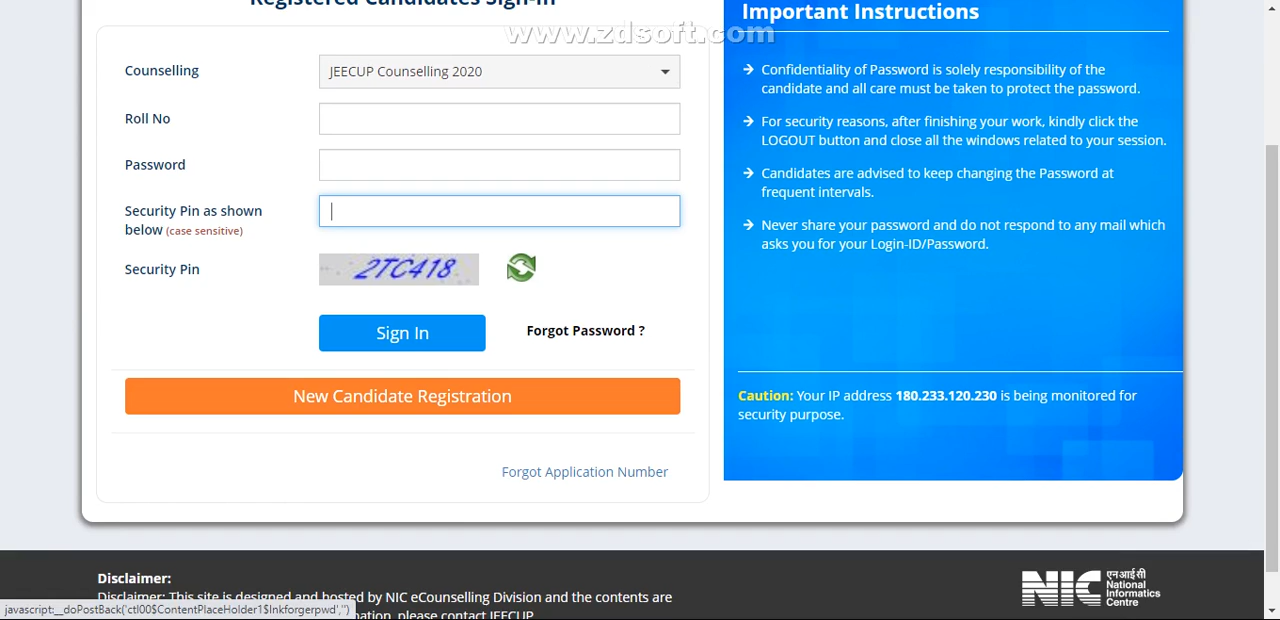 Registered Candidates Sign-In
www.zdsoft.com
Counselling
JEECUP Counselling 2020
Roll No
Password
Security Pin as shown
below (case sensitive)
Security Pin
2TC418
Sign In
Forgot Password ?
New Candidate Registration
Forgot Application Number
Important Instructions
Confidentiality of Password is solely responsibility of the
candidate and all care must be taken to protect the password.
For security reasons, after finishing your work, kindly click the
LOGOUT button and close all the windows related to your session.
Candidates are advised to keep changing the Password at
frequent intervals.
Never share your password and do not respond to any mail which
asks you for your Login-ID/Password.
Caution: Your IP address 180.233.120.230 is being monitored for
security purpose.
Disclaimer:
Disclaimer: This site is designed and hosted by NIC eCounselling Division and the contents are
please contact JEECUP
javascript:__doPostBack('ctl00$ContentPlaceHolder1$lnkforgerpwd','')
NIC
एन आई सी
National
Informatics
Centre